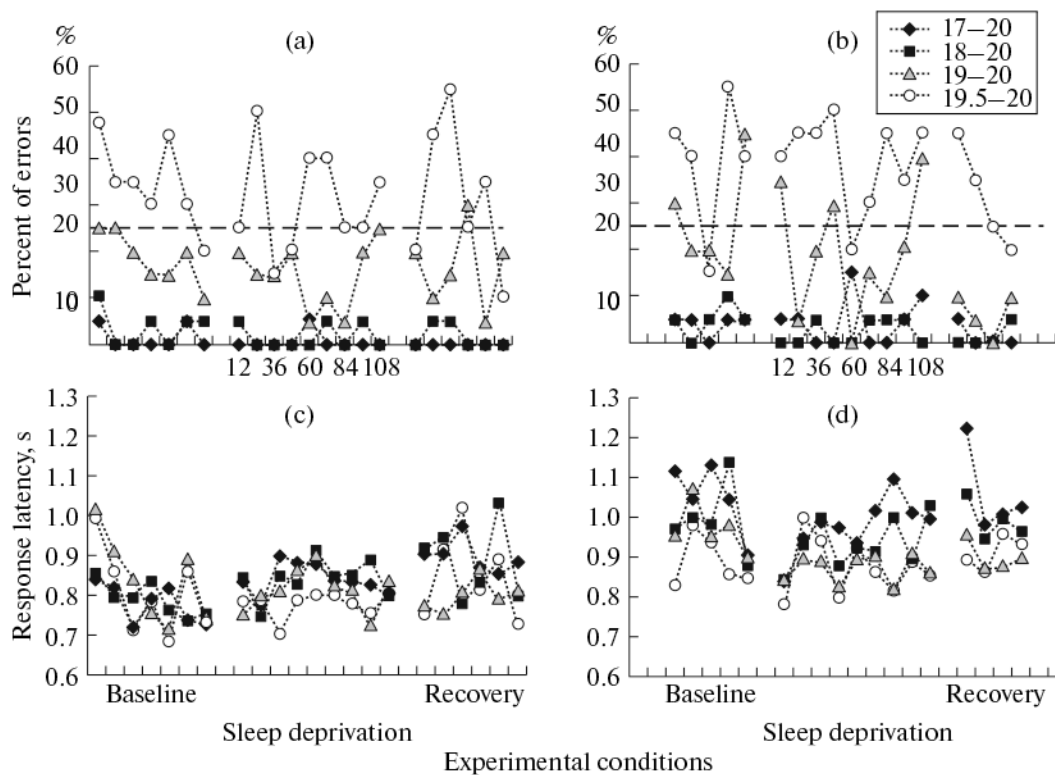 % (a) % (b)
17–20
18–20
19–20
19.5–20
60 60
50 50
40 40
30 30
20 20
10 10
Percent of errors
12 36 60 84 108 12 36 60 84 108
1.3 (c) 1.3 (d)
1.2 1.2
1.1 1.1
1.0 1.0
0.9 0.9
0.8 0.8
0.7 0.7
0.6 0.6
Response latency, s
Baseline Recovery Baseline Recovery
Sleep deprivation Sleep deprivation
Experimental conditions